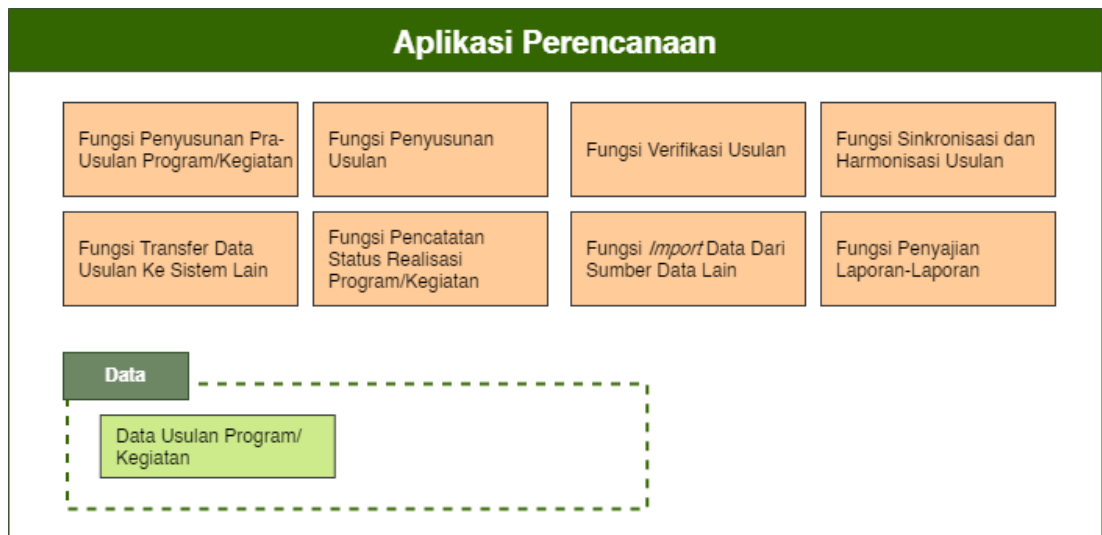 Aplikasi Perencanaan
Fungsi Penyusunan Pra-
Usulan Program/Kegiatan
Fungsi Penyusunan
Usulan
Fungsi Verifikasi Usulan
Fungsi Sinkronisasi dan
Harmonisasi Usulan
Fungsi Transfer Data
Usulan Ke Sistem Lain
Fungsi Pencatatan
Status Realisasi
Program/Kegiatan
Fungsi Import Data Dari
Sumber Data Lain
Fungsi Penyajian
Laporan-Laporan
Data
Data Usulan Program/
Kegiatan